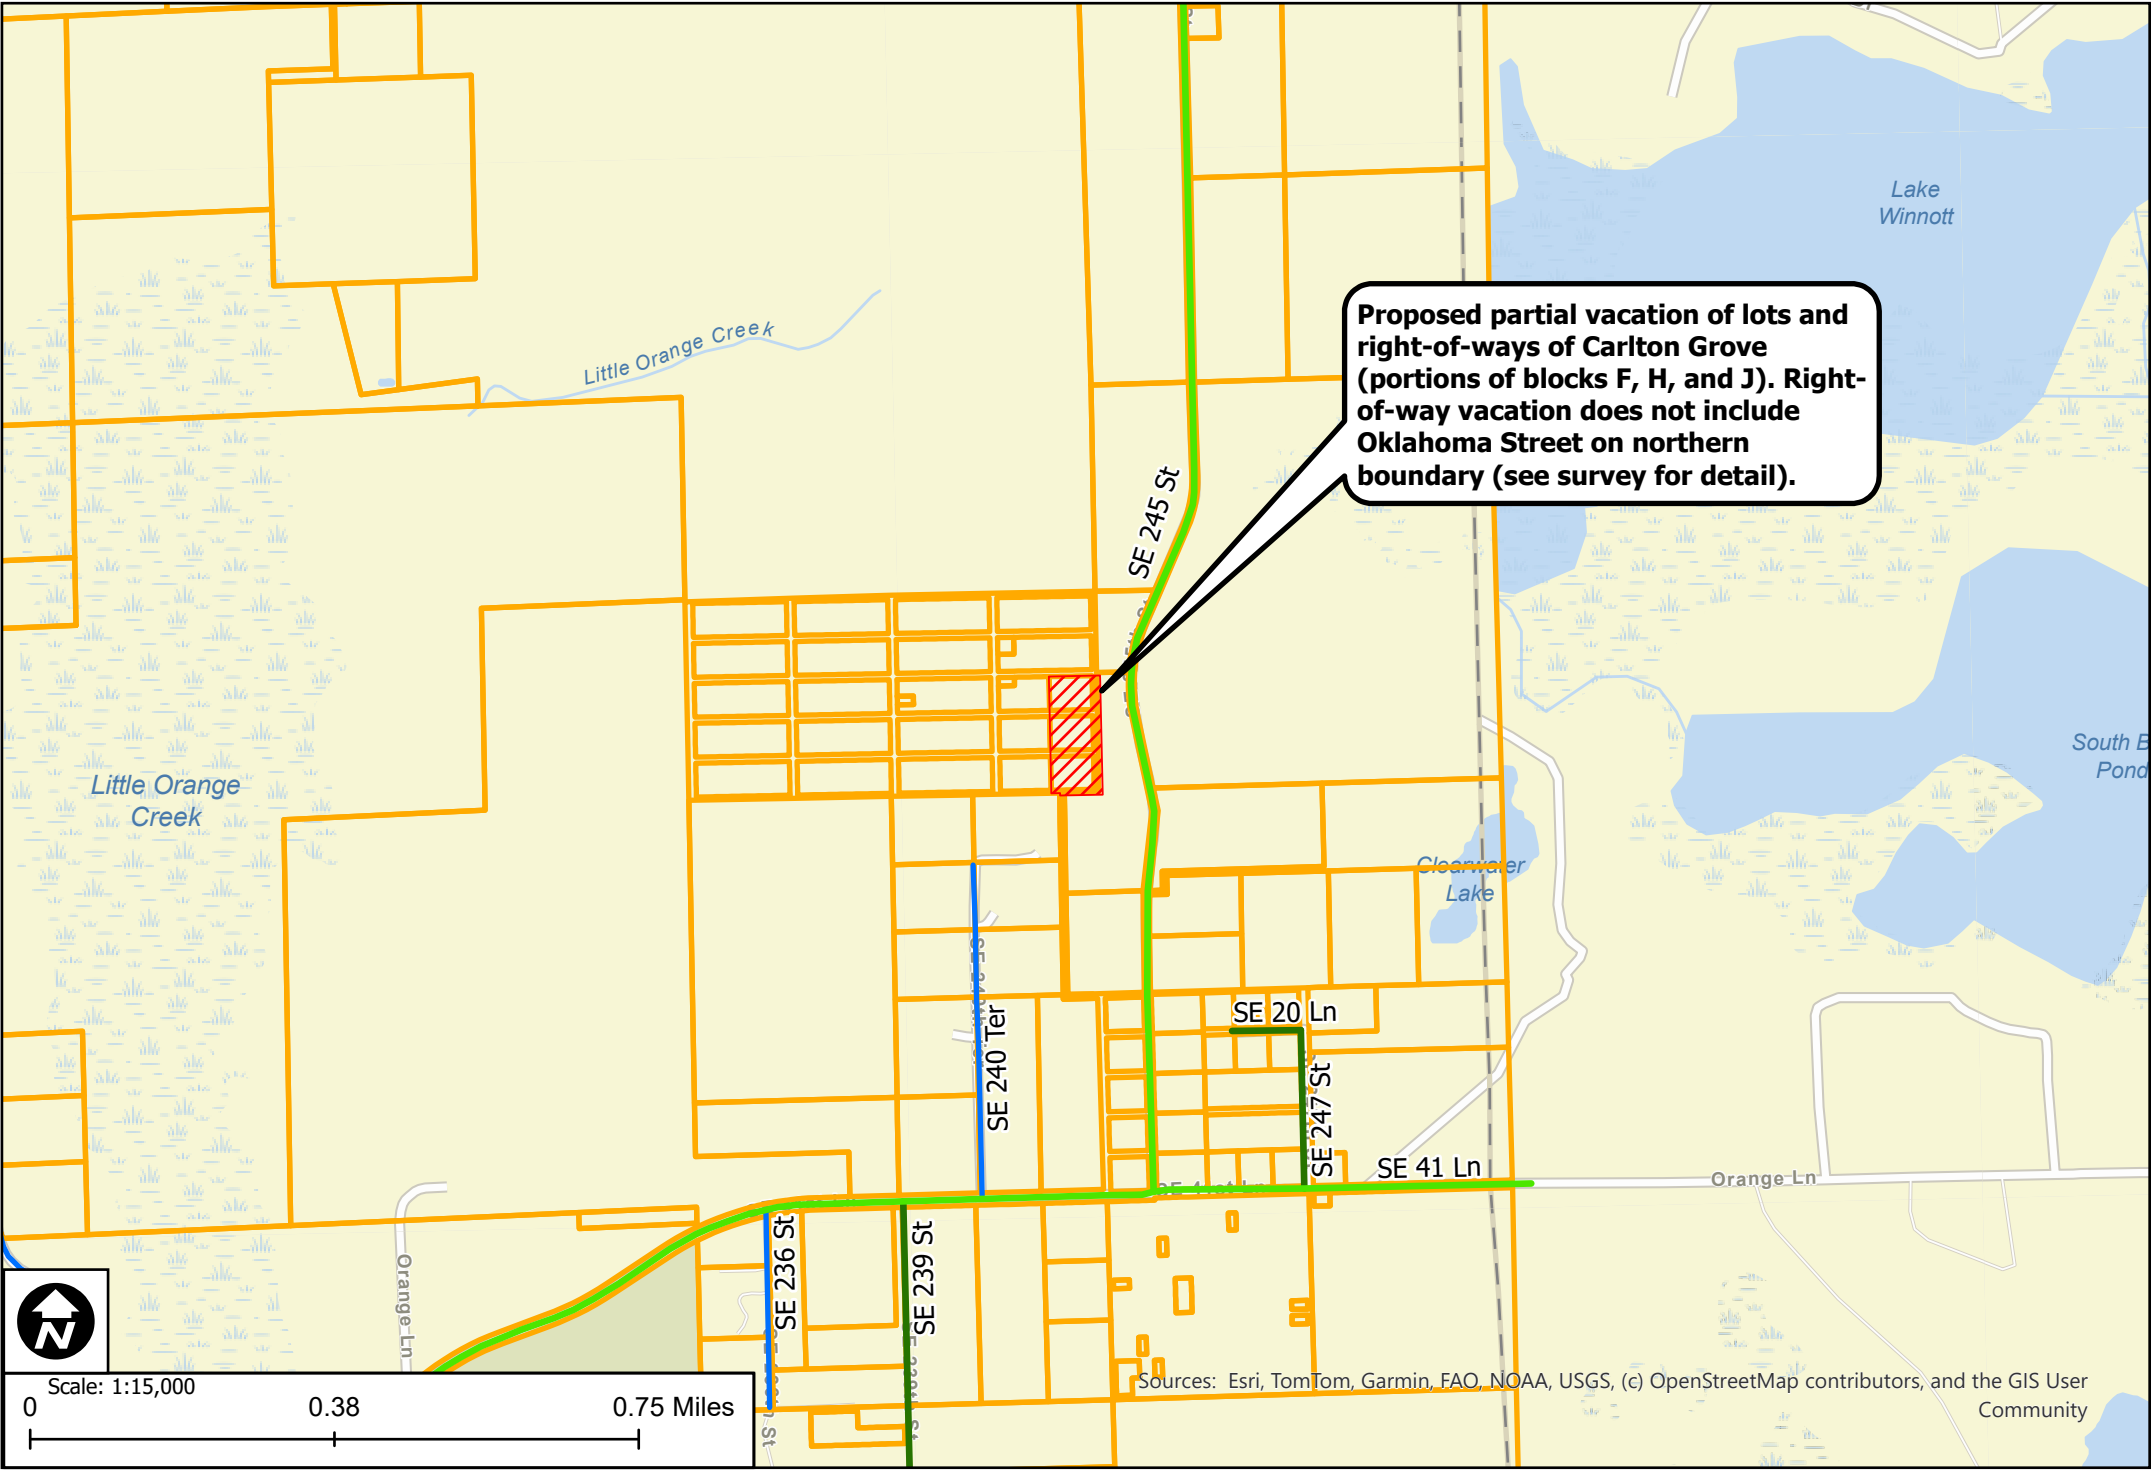 Lake
Winnott
Proposed partial vacation of lots and
right-of-ways of Carlton Grove
(portions of blocks F, H, and J). Right-
of-way vacation does not include
Oklahoma Street on northern
boundary (see survey for detail).
Little Orange Creek
SE 245 St
Little Orange
Creek
South B
Pond
Clearwater
Lake
SE 20 Ln
SE 240 Ter
SE 247 St
SE 41 Ln
Orange Ln
SE 41st Ln
SE 236 St
SE 239 St
Orange Ln
N
Scale: 1:15,000
0 0.38 0.75 Miles
Sources: Esri, TomTom, Garmin, FAO, NOAA, USGS, (c) OpenStreetMap contributors, and the GIS User
Community